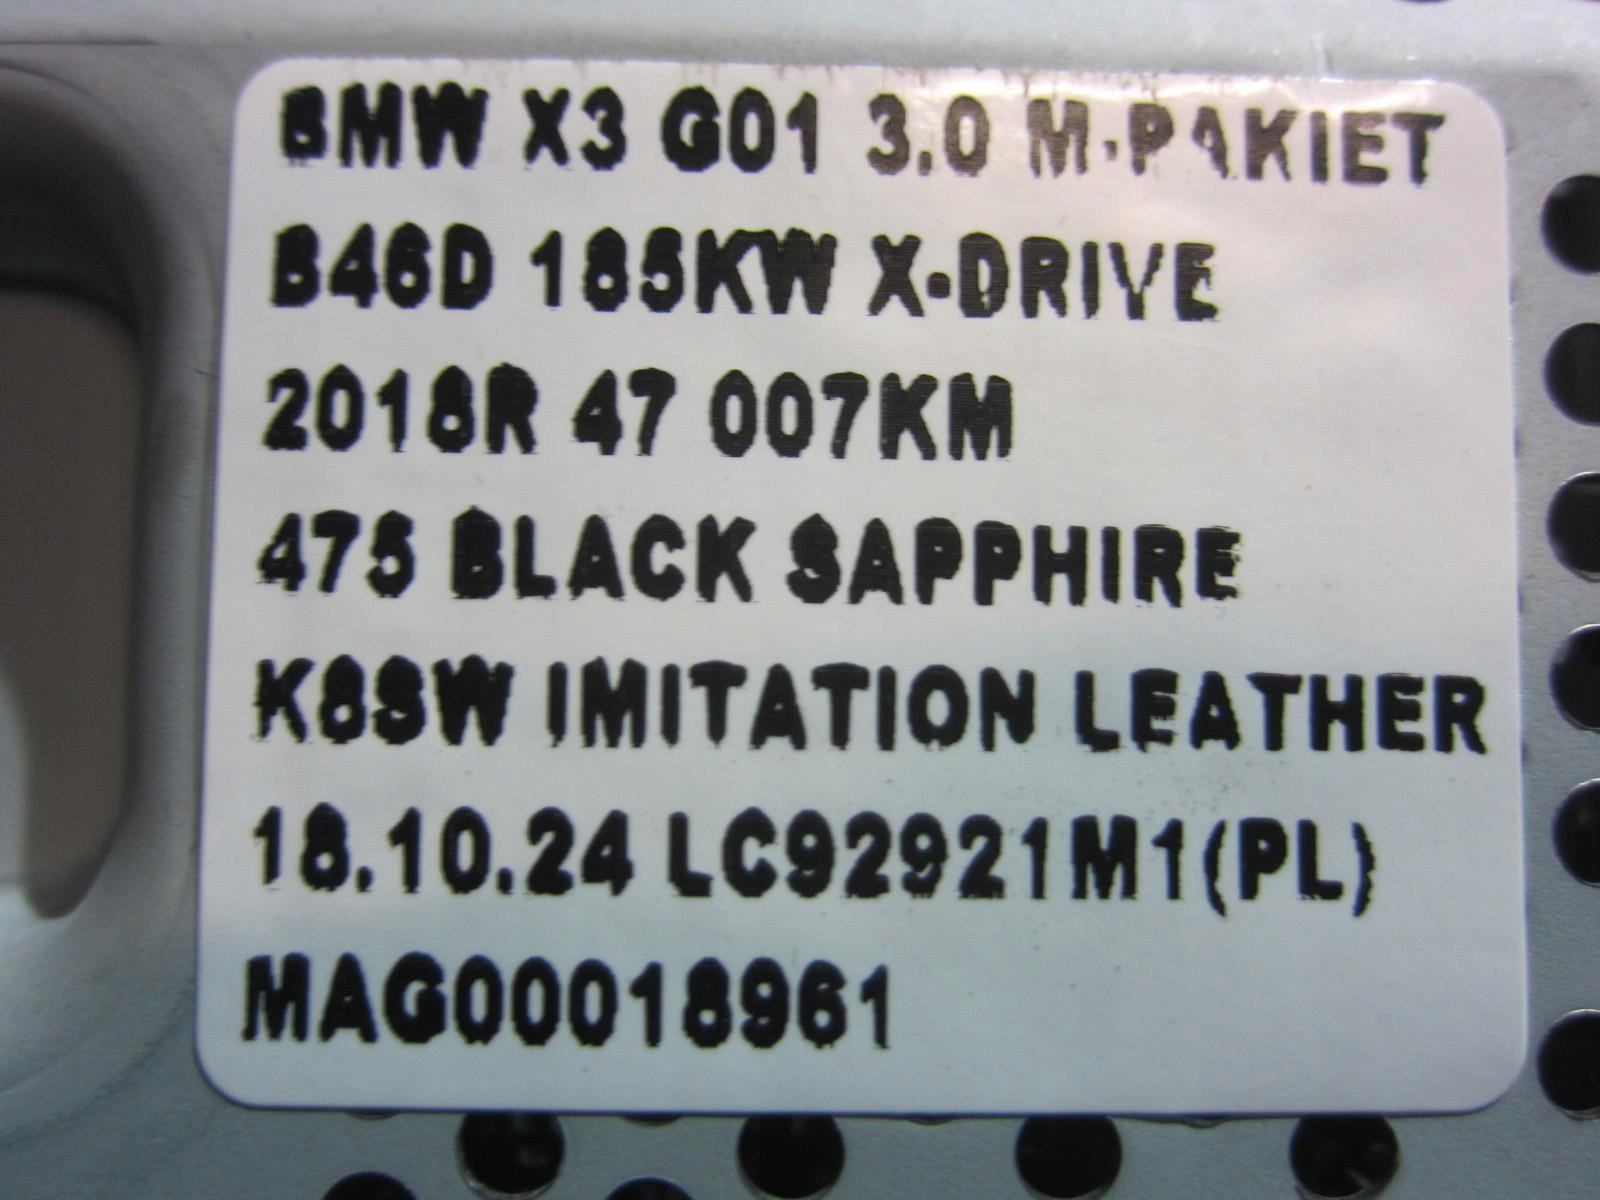 BMW X3 G01 3.0 M-PAKIET
B46D 185KW X-DRIVE
2018R 47 007KM
475 BLACK SAPPHIRE
K8SW IMITATION LEATHER
18.10.24 LC92921M1(PL)
MAG00018961